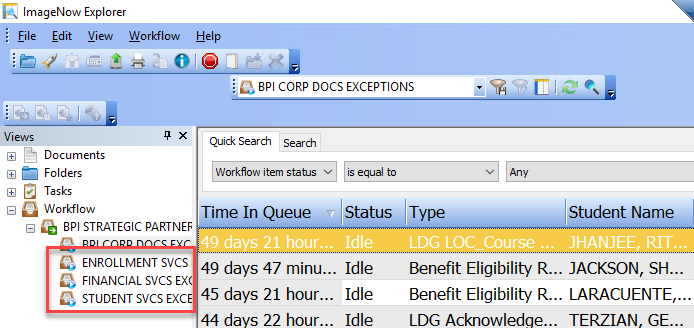 ImageNow Explorer
File Edit View Workflow Help
BPI CORP DOCS EXCEPTIONS
Views
Documents
Folders
Tasks
Workflow
BPI STRATEGIC PARTNER
BPI CORP DOCS EXC
ENROLLMENT SVCS
FINANCIAL SVCS EXC
STUDENT SVCS EXCE
Quick Search Search
Workflow item status is equal to Any
Time In Queue Status Type Student Name
49 days 21 hour... Idle LDG LOC_Course ... JHANJEE, RIT...
49 days 47 minu... Idle Benefit Eligibility R... JACKSON, SH...
45 days 21 hour... Idle Benefit Eligibility R... LARACUENTE,...
44 days 22 hour... Idle LDG Acknowledge... TERZIAN, GE...